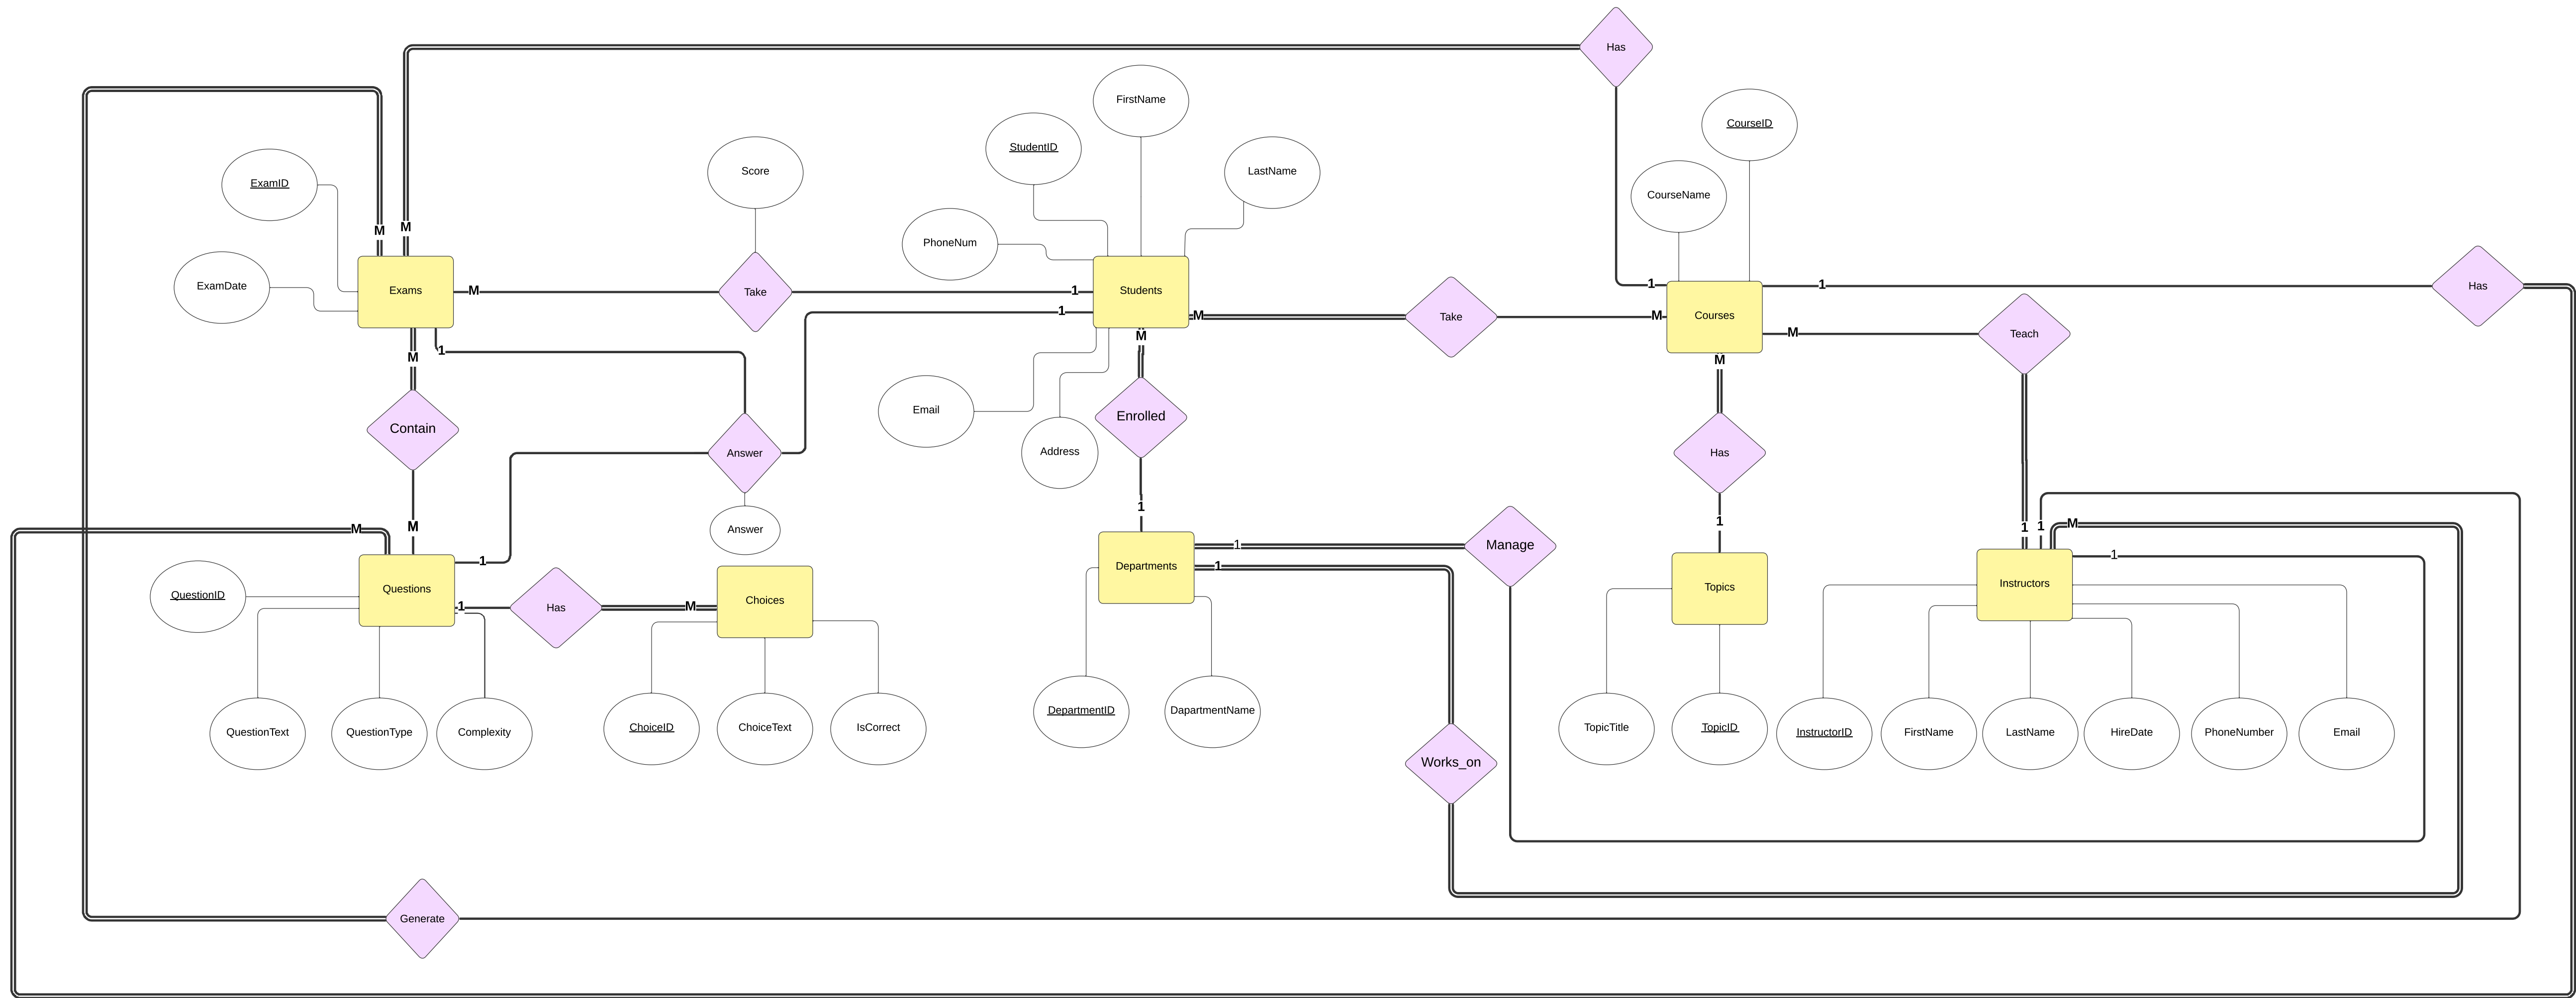 Has
FirstName
CourseID
StudentID
Score
LastName
ExamID
CourseName
M
M
PhoneNum
ExamDate
Exams
M
Take
1
Students
1
Courses
1
Has
1
M
Take
M
M
Teach
M
1
M
M
Email
Enrolled
Contain
Answer
Address
Has
M
M
1
1
1
1
M
Answer
1
Manage
1
1
Questions
Departments
1
Topics
Instructors
QuestionID
1
Has
M
Choices
DepartmentID
DapartmentName
QuestionText
QuestionType
Complexity
ChoiceID
ChoiceText
IsCorrect
TopicTitle
TopicID
InstructorID
FirstName
LastName
HireDate
PhoneNumber
Email
Works_on
Generate